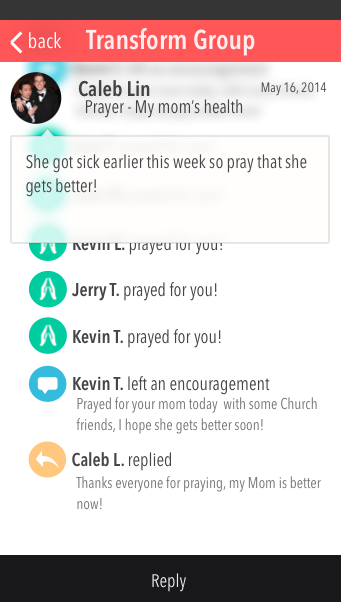 back
Transform Group
Caleb Lin
May 16, 2014
Prayer - My mom's health
She got sick earlier this week so pray that she
gets better!
Kevin L. prayed for you!
Jerry T. prayed for you!
Kevin T. prayed for you!
Kevin T. left an encouragement
Prayed for your mom today with some Church
friends, I hope she gets better soon!
Caleb L. replied
Thanks everyone for praying, my Mom is better
now!
Reply